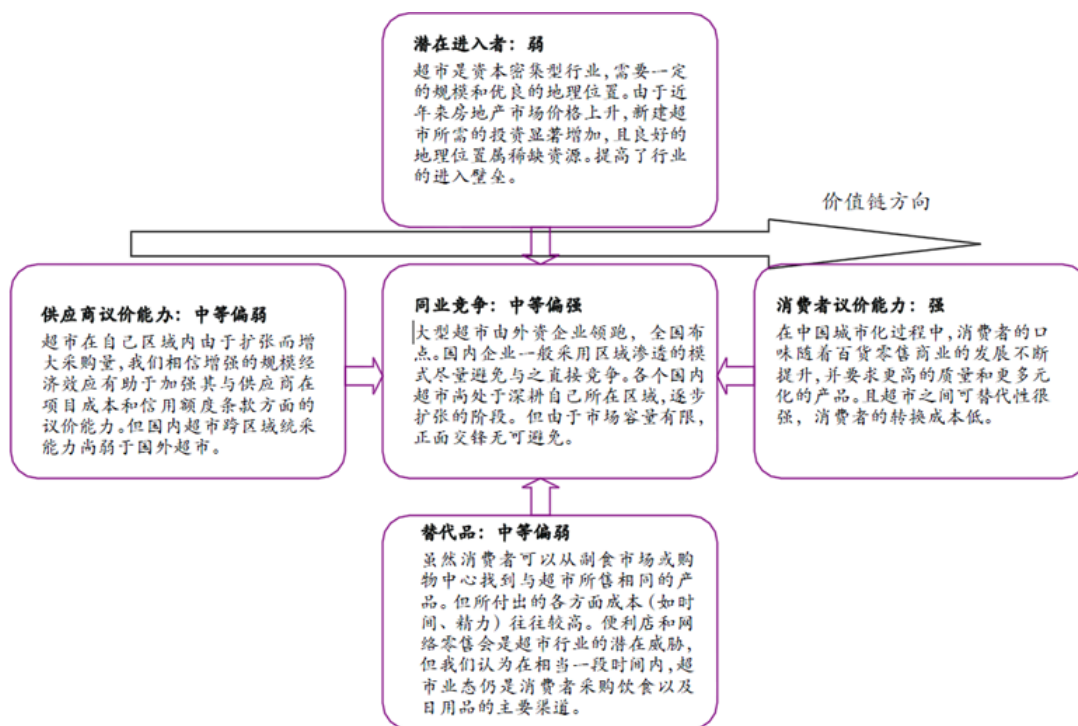 潜在进入者：弱
超市是资本密集型行业，需要一定
的规模和优良的地理位置。由于近
年来房地产市场价格上升，新建超
市所需的投资显著增加，且良好的
地理位置属稀缺资源。提高了行业
的进入壁垒。
价值链方向
供应商议价能力：中等偏弱
超市在自己区域内由于扩张而增
大采购量，我们相信增强的规模经
济效应有助于加强其与供应商在
项目成本和信用额度条款方面的
议价能力。但国内超市跨区域统采
能力尚弱于国外超市。
同业竞争：中等偏强
大型超市由外资企业领跑，全国布
点。国内企业一般采用区域渗透的模
式尽量避免与之直接竞争。各个国内
超市尚处于深耕自己所在区域，逐步
扩张的阶段。但由于市场容量有限，
正面交锋无可避免。
消费者议价能力：强
在中国城市化过程中，消费者的口
味随着百货零售商业的发展不断
提升，并要求更高的质量和更多元
化的产品。且超市之间可替代性很
强，消费者的转换成本低。
替代品：中等偏弱
虽然消费者可以从副食市场或购
物中心找到与超市所售相同的产
品。但所付出的各方面成本（如时
间、精力）往往较高。便利店和网
络零售会是超市行业的潜在威胁，
但我们认为在相当一段时间内，超
市业态仍是消费者采购饮食以及
日用品的主要渠道。